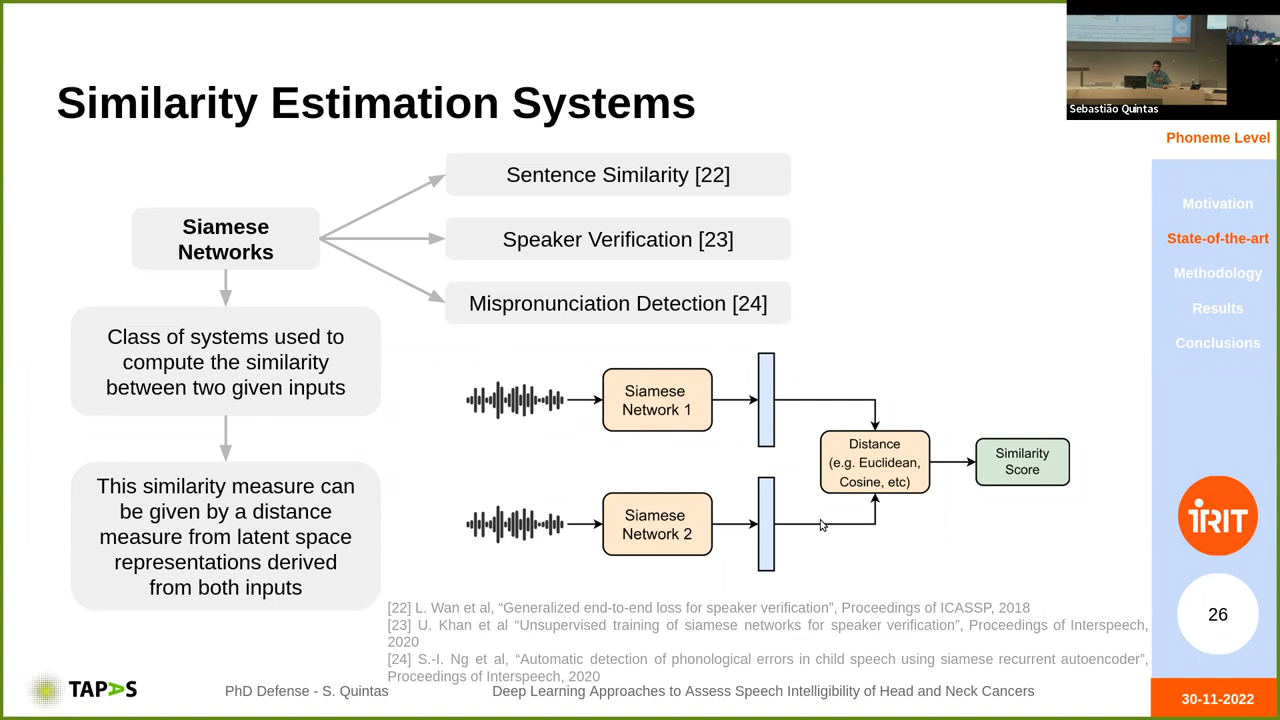 Sebastião Quintas
Similarity Estimation Systems
Phoneme Level
Motivation
State-of-the-art
Methodology
Results
Conclusions
Siamese
Networks
Sentence Similarity [22]
Speaker Verification [23]
Mispronunciation Detection [24]
Class of systems used to
compute the similarity
between two given inputs
This similarity measure can
be given by a distance
measure from latent space
representations derived
from both inputs
Siamese
Network 1
Siamese
Network 2
Distance
(e.g. Euclidean,
Cosine, etc)
Similarity
Score
[22] L. Wan et al, “Generalized end-to-end loss for speaker verification”, Proceedings of ICASSP, 2018
[23] U. Khan et al “Unsupervised training of siamese networks for speaker verification”, Proceedings of Interspeech,
2020
[24] S.-I. Ng et al, “Automatic detection of phonological errors in child speech using siamese recurrent autoencoder”,
Proceedings of Interspeech, 2020
IRIT
26
TAPAS
PhD Defense - S. Quintas
Deep Learning Approaches to Assess Speech Intelligibility of Head and Neck Cancers
30-11-2022